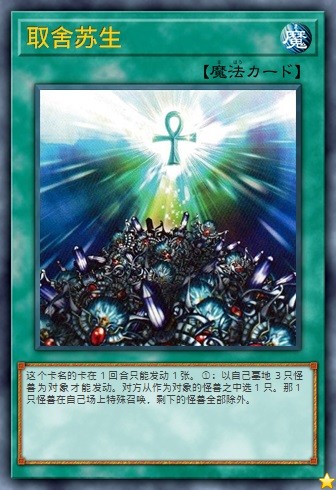 取舍苏生
魔
【魔法カード】
这个卡名的卡在１回合只能发动１张。①：以自己墓地３只怪
兽为对象才能发动。对方从作为对象的怪兽之中选１只。那１
只怪兽在自己场上特殊召唤，剩下的怪兽全部除外。